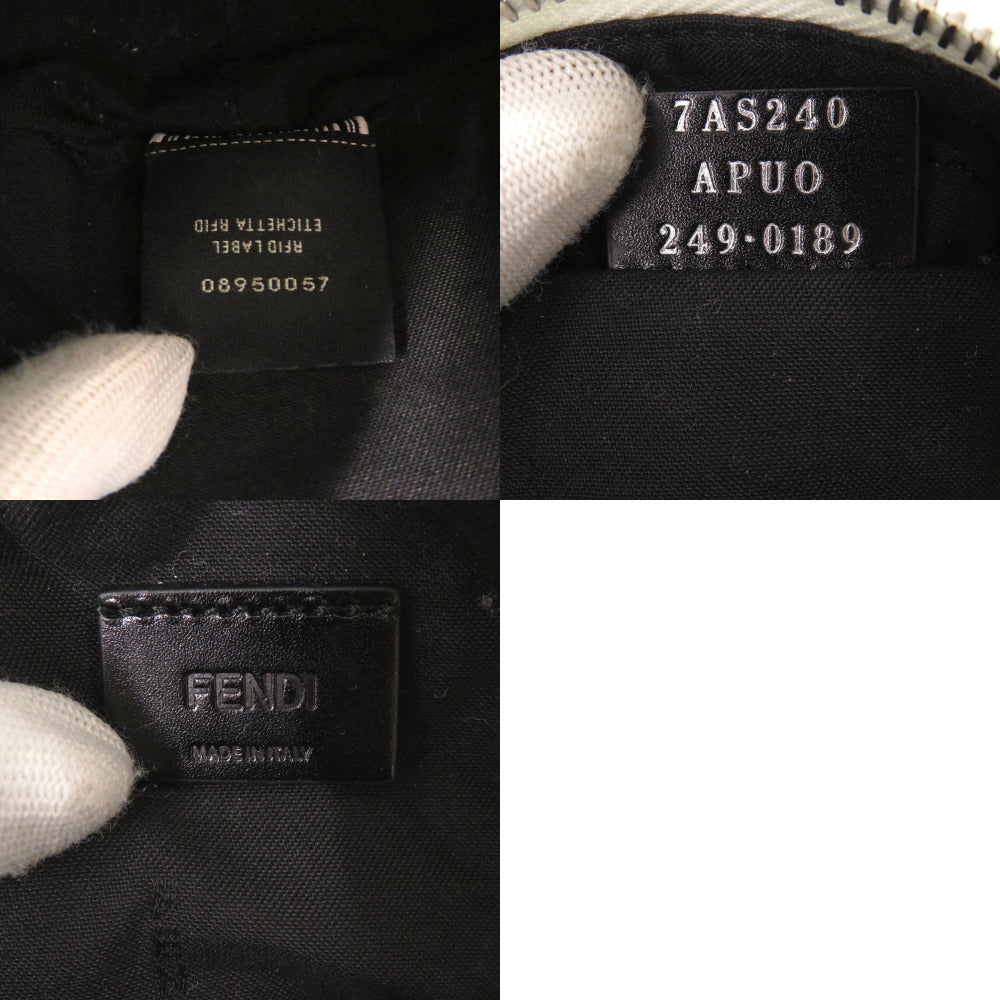 ETICHETTA RFID
RFID LABEL
08950057
7AS240
APUO
249·0189
FENDI
MADE IN ITALY